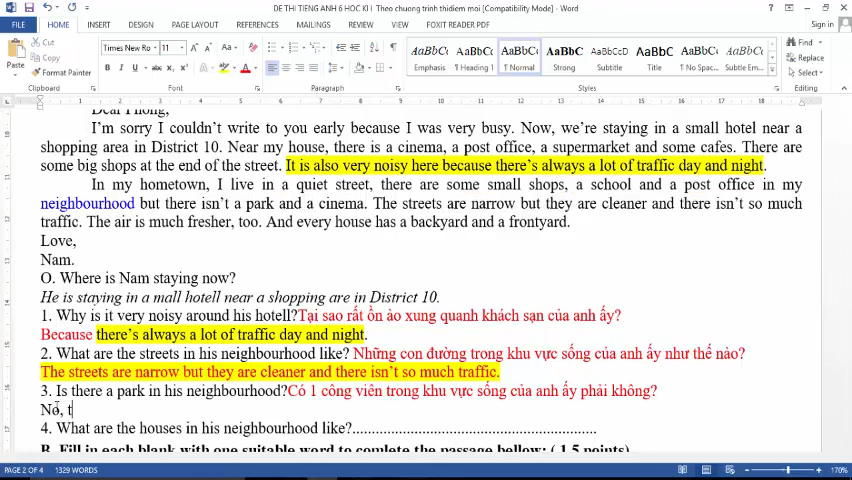 DE THI TIENG ANH 6 HOC KI I Theo chuong trinh thidiem moi [Compatibility Mode] - Word
FILE HOME INSERT DESIGN PAGE LAYOUT REFERENCES MAILINGS REVIEW VIEW FOXIT READER PDF Sign in
Cut
Copy
Format Painter
Paste
Times New Ro 11
Clipboard Font Paragraph Styles Editing
Emphasis ¶ Heading 1 ¶ Normal Strong Subtitle Title ¶ No Spac... Subtle Em...
Find
Replace
Select
Dear Phong,
I'm sorry I couldn't write to you early because I was very busy. Now, we're staying in a small hotel near a
shopping area in District 10. Near my house, there is a cinema, a post office, a supermarket and some cafes. There are
some big shops at the end of the street. It is also very noisy here because there's always a lot of traffic day and night.
In my hometown, I live in a quiet street, there are some small shops, a school and a post office in my
neighbourhood but there isn't a park and a cinema. The streets are narrow but they are cleaner and there isn't so much
traffic. The air is much fresher, too. And every house has a backyard and a frontyard.
Love,
Nam.
O. Where is Nam staying now?
He is staying in a mall hotell near a shopping are in District 10.
1. Why is it very noisy around his hotell?Tại sao rất ồn ào xung quanh khách sạn của anh ấy?
Because there's always a lot of traffic day and night.
2. What are the streets in his neighbourhood like? Những con đường trong khu vực sống của anh ấy như thế nào?
The streets are narrow but they are cleaner and there isn't so much traffic.
3. Is there a park in his neighbourhood?Có 1 công viên trong khu vực sống của anh ấy phải không?
No, t
4. What are the houses in his neighbourhood like?..........................................................
B. Fill in each blank with one suitable word to comlete the passage bellow: ( 1,5 points)
PAGE 2 OF 4 1329 WORDS 170%